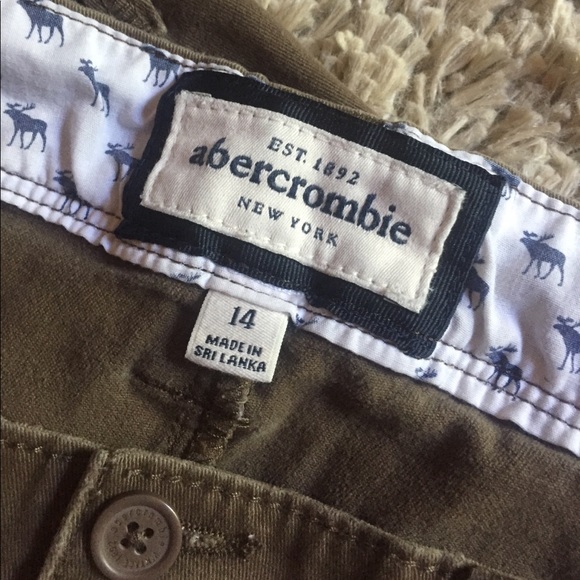 EST. 1892
abercrombie
NEW YORK
14
MADE IN
SRI LANKA